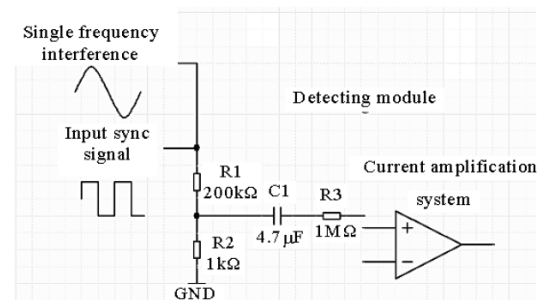 Single frequency
interference
Detecting module
Input sync
signal
Current amplification
system
R1
200kΩ
C1
R3
4.7μF
1MΩ
+
−
R2
1kΩ
GND